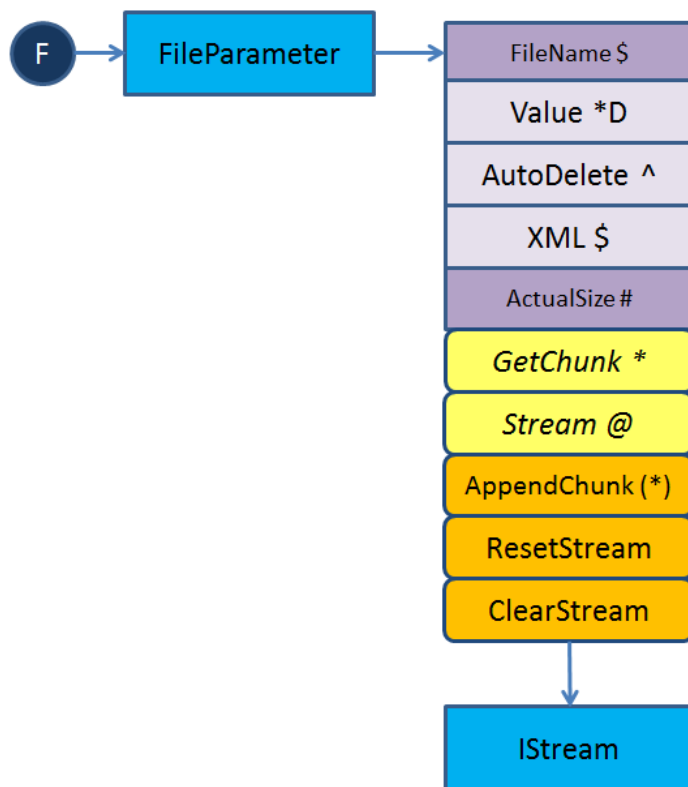 F
FileParameter
FileName $
Value *D
AutoDelete ^
XML $
ActualSize #
GetChunk *
Stream @
AppendChunk (*)
ResetStream
ClearStream
IStream